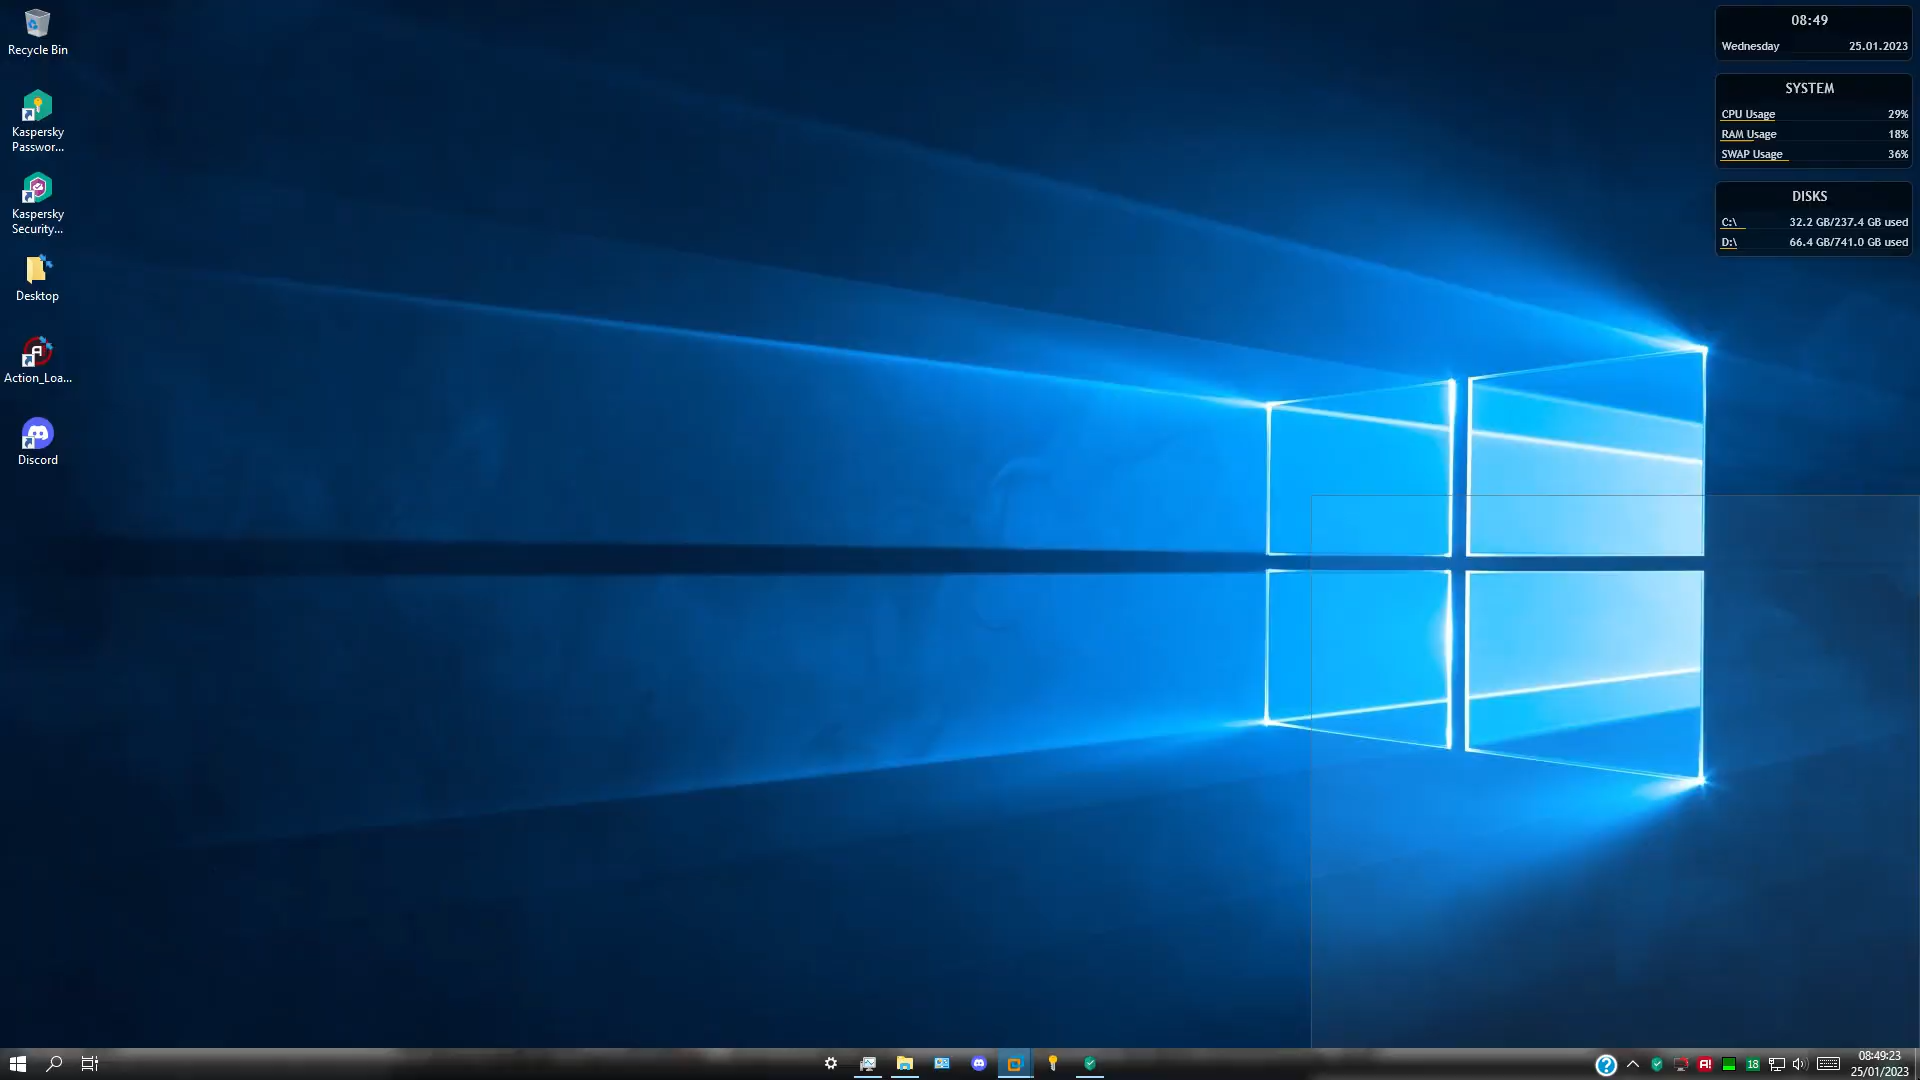 Recycle Bin
Kaspersky
Passwor...
Kaspersky
Security...
Desktop
Action_Loa...
Discord
08:49
Wednesday 25.01.2023
SYSTEM
CPU Usage 29%
RAM Usage 18%
SWAP Usage 36%
DISKS
C:\ 32.2 GB/237.4 GB used
D:\ 66.4 GB/741.0 GB used
18
08:49:23
25/01/2023